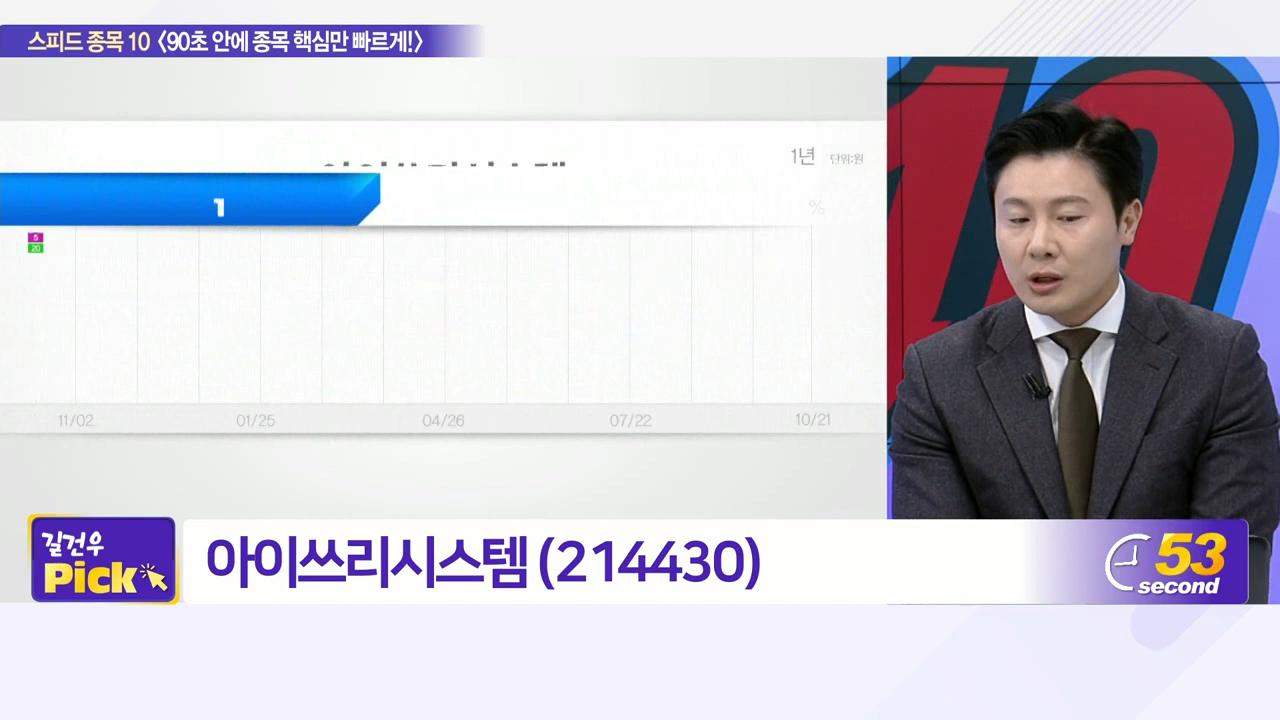 스피드 종목 10 <90초 안에 종목 핵심만 빠르게!>
10
1년 단위:원
1
%
5
20
11/02 01/25 04/26 07/22 10/21
길건우
Pick
아이쓰리시스템 (214430)
53
second